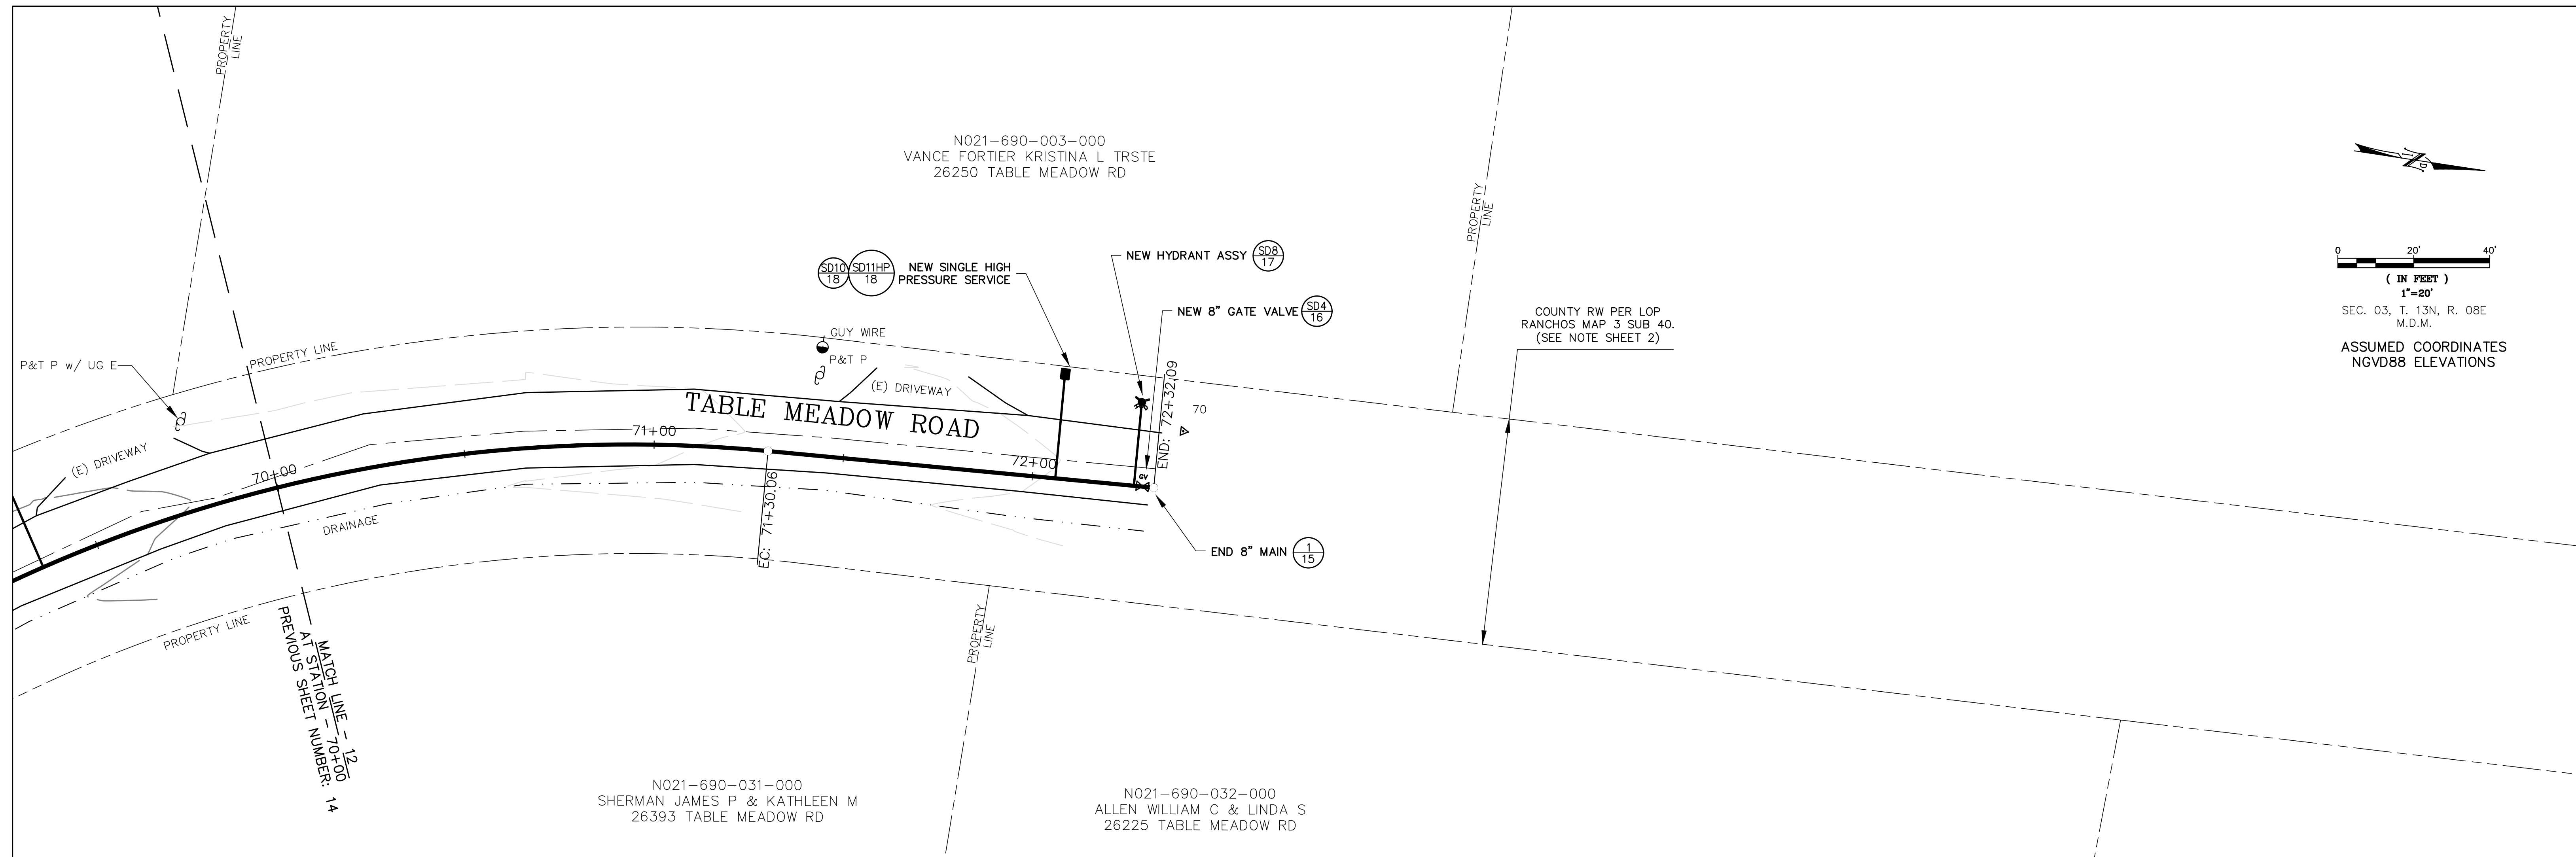 PROPERTY
LINE
N021-690-003-000
VANCE FORTIER KRISTINA L TRSTE
26250 TABLE MEADOW RD
PROPERTY
LINE
N
0 20' 40'
( IN FEET )
1"=20'
SEC. 03, T. 13N, R. 08E
M.D.M.
ASSUMED COORDINATES
NGVD88 ELEVATIONS
SD10
18
SD11HP
18
NEW SINGLE HIGH
PRESSURE SERVICE
NEW HYDRANT ASSY
SD8
17
NEW 8" GATE VALVE
SD4
16
COUNTY RW PER LOP
RANCHOS MAP 3 SUB 40.
(SEE NOTE SHEET 2)
P&T P w/ UG E
PROPERTY LINE
GUY WIRE
P&T P
(E) DRIVEWAY
TABLE MEADOW ROAD
END: 72+32.09
70
(E) DRIVEWAY
70+00
71+00
72+00
GV
EC: 71+30.06
DRAINAGE
END 8" MAIN
1
15
PROPERTY LINE
PROPERTY
LINE
MATCH LINE - 12
AT STATION - 70+00
PREVIOUS SHEET NUMBER: 14
N021-690-031-000
SHERMAN JAMES P & KATHLEEN M
26393 TABLE MEADOW RD
N021-690-032-000
ALLEN WILLIAM C & LINDA S
26225 TABLE MEADOW RD